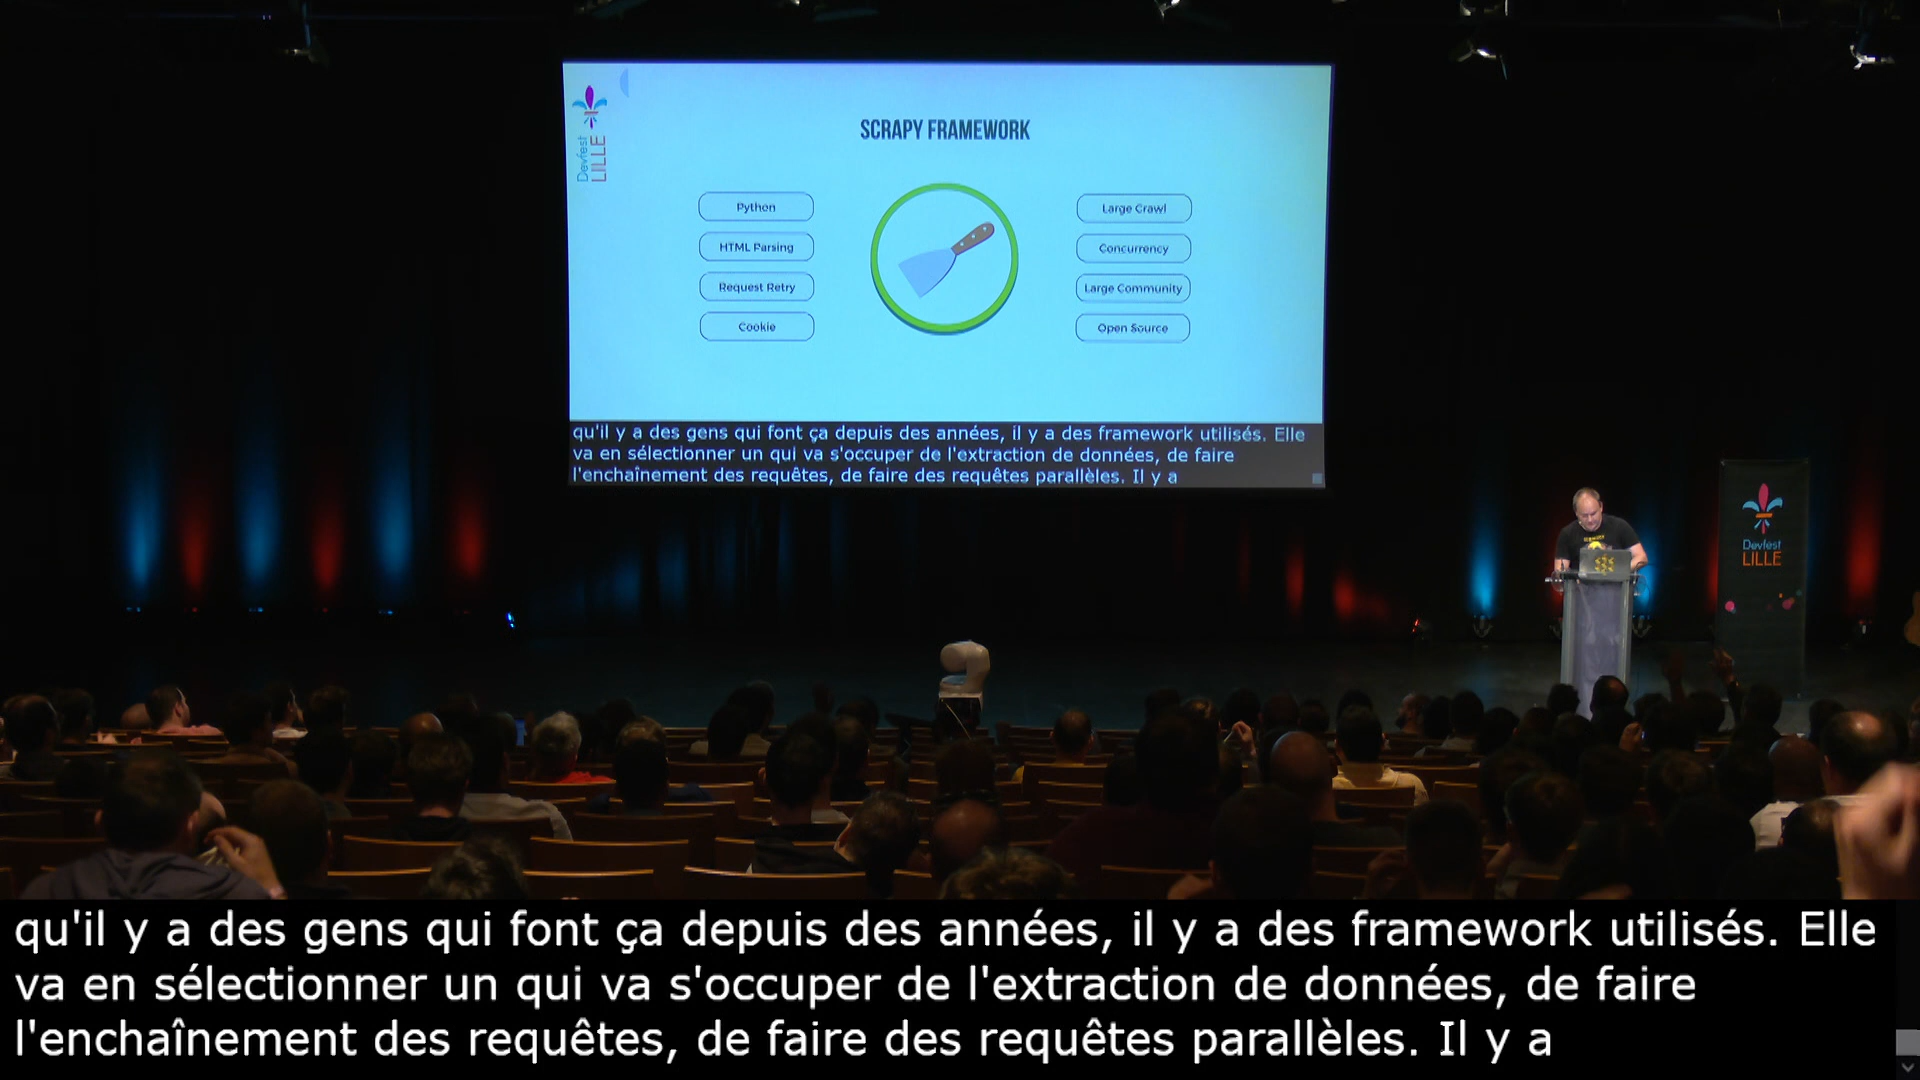 Devfest
LILLE
SCRAPY FRAMEWORK
Python
HTML Parsing
Request Retry
Cookie
Large Crawl
Concurrency
Large Community
Open Source
qu'il y a des gens qui font ça depuis des années, il y a des framework utilisés. Elle
va en sélectionner un qui va s'occuper de l'extraction de données, de faire
l'enchaînement des requêtes, de faire des requêtes parallèles. Il y a
Devfest
LILLE
qu'il y a des gens qui font ça depuis des années, il y a des framework utilisés. Elle
va en sélectionner un qui va s'occuper de l'extraction de données, de faire
l'enchaînement des requêtes, de faire des requêtes parallèles. Il y a